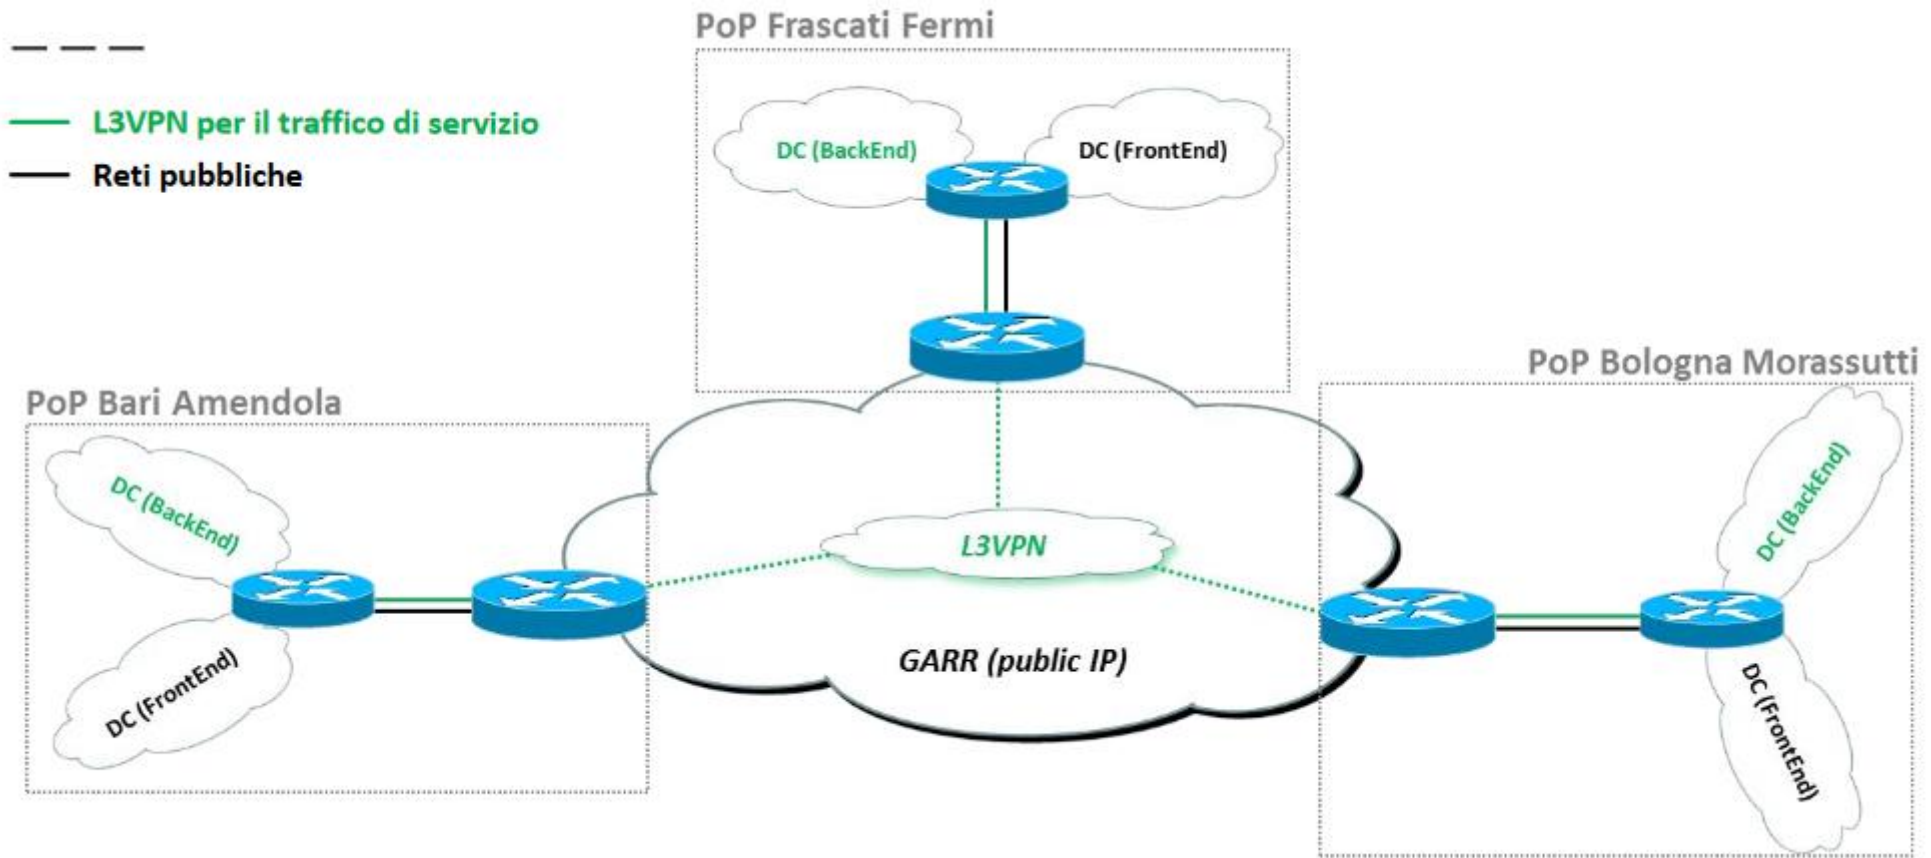 PoP Frascati Fermi
L3VPN per il traffico di servizio
Reti pubbliche
DC (BackEnd)
DC (FrontEnd)
PoP Bologna Morassutti
PoP Bari Amendola
DC (BackEnd)
DC (FrontEnd)
L3VPN
GARR (public IP)
DC (BackEnd)
DC (FrontEnd)